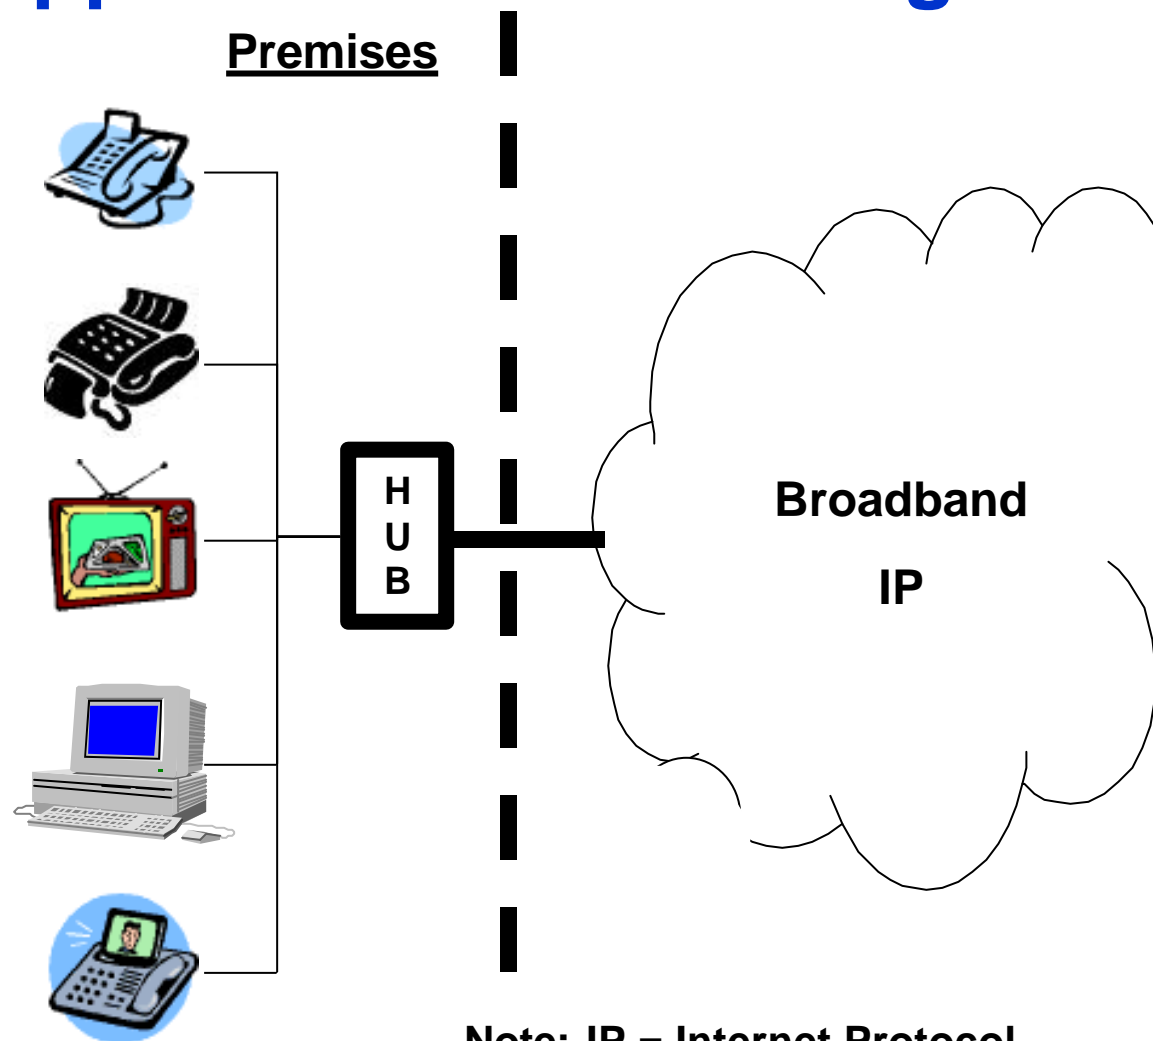 Premises
H
U
B
Broadband
IP
Note: IP = Internet Protocol